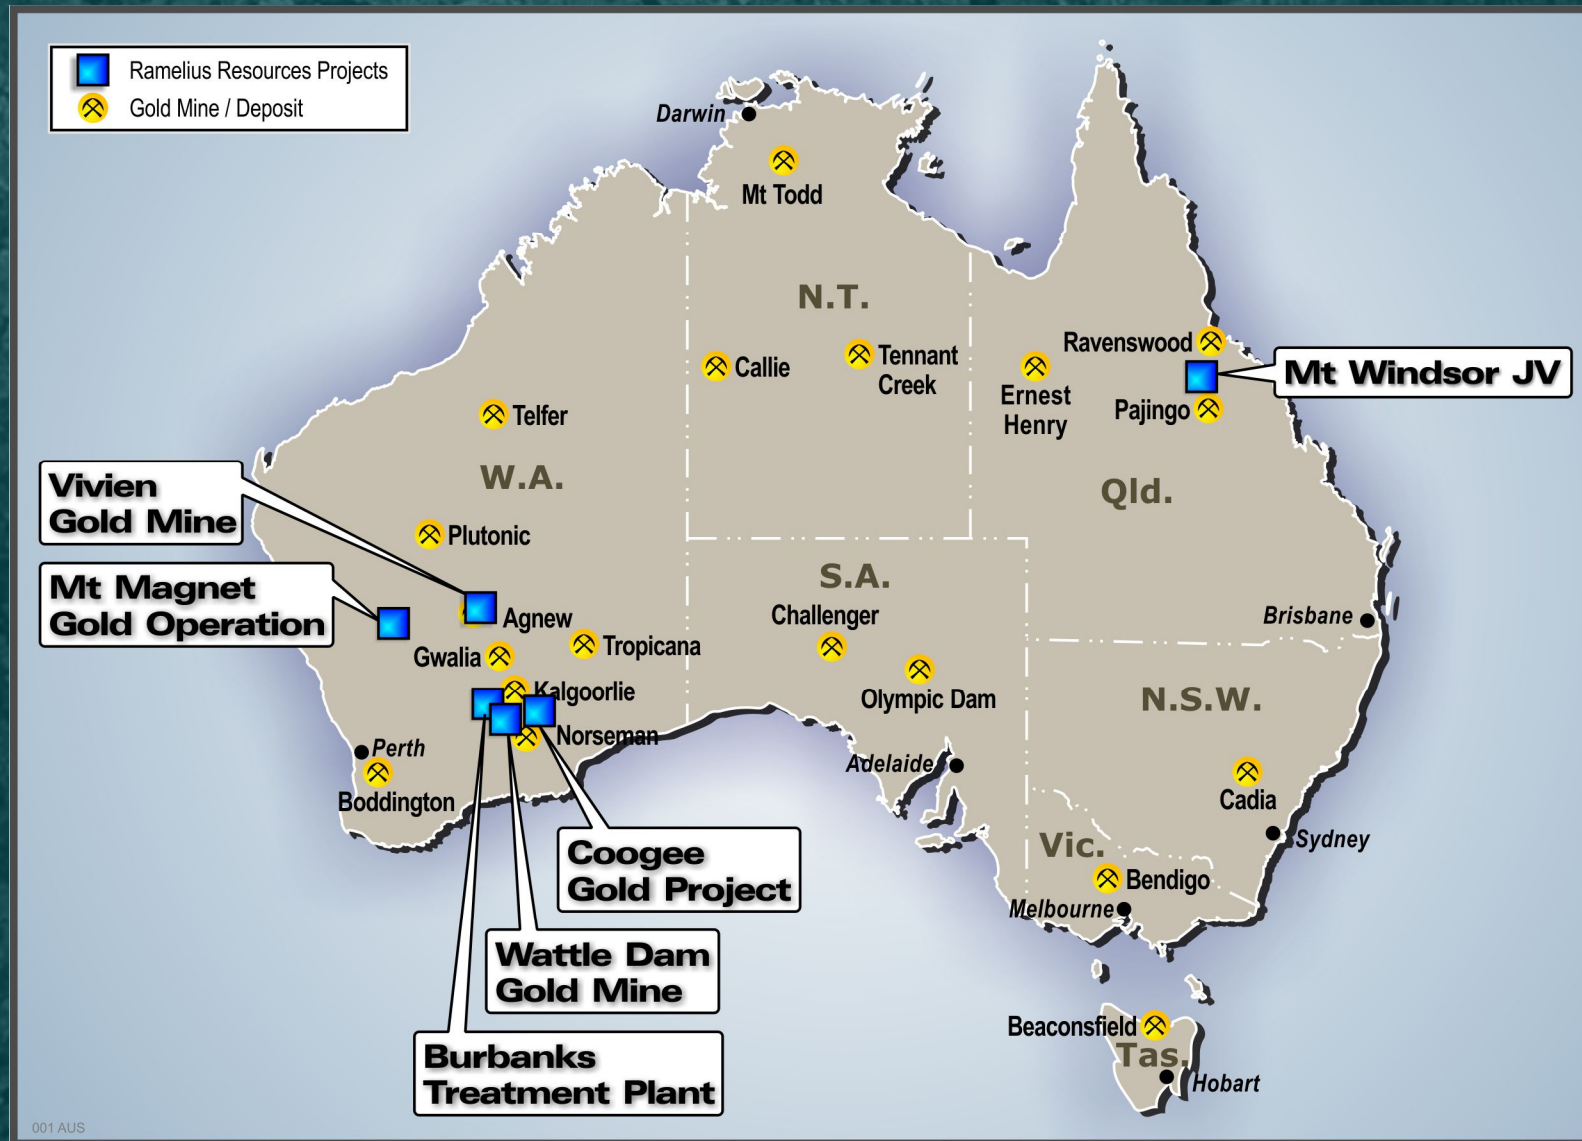 Ramelius Resources Projects
Gold Mine / Deposit
Darwin
Mt Todd
N.T.
Callie
Tennant
Creek
Ravenswood
Ernest
Henry
Pajingo
Mt Windsor JV
Telfer
W.A.
Qld.
Vivien
Gold Mine
Plutonic
Mt Magnet
Gold Operation
Agnew
S.A.
Challenger
Brisbane
Gwalia
Tropicana
Kalgoorlie
Olympic Dam
N.S.W.
Norseman
Perth
Adelaide
Boddington
Cadia
Sydney
Coogee
Gold Project
Vic.
Bendigo
Melbourne
Wattle Dam
Gold Mine
Beaconsfield
Tas.
Hobart
Burbanks
Treatment Plant
001 AUS